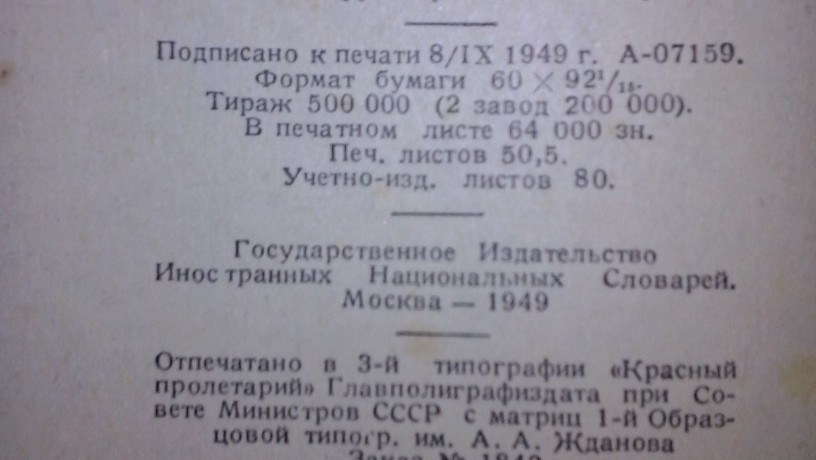 Подписано к печати 8/IX 1949 г. А-07159.
Формат бумаги 60 × 92¹/₁₆.
Тираж 500 000 (2 завод 200 000).
В печатном листе 64 000 зн.
Печ. листов 50,5.
Учетно-изд. листов 80.
Государственное Издательство
Иностранных Национальных Словарей.
Москва — 1949
Отпечатано в 3-й типографии «Красный
пролетарий» Главполиграфиздата при Со-
вете Министров СССР с матриц 1-й Образ-
цовой типогр. им. А. А. Жданова
Заказ №